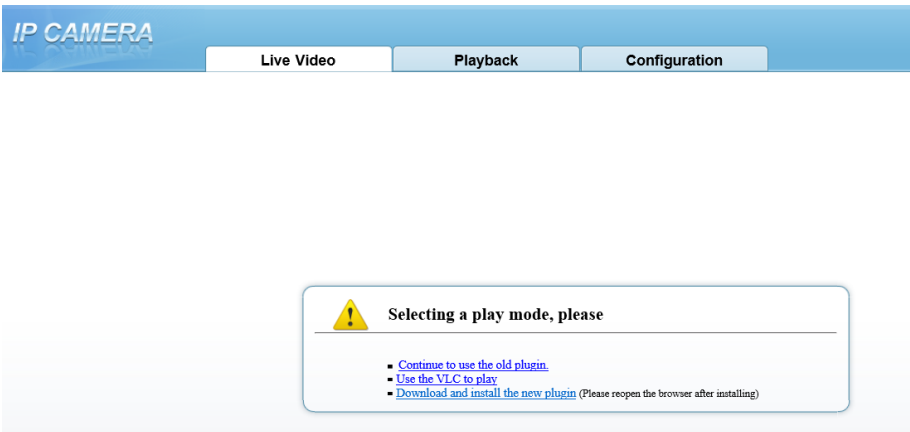 IP CAMERA
Live Video Playback Configuration
Selecting a play mode, please
Continue to use the old plugin.
Use the VLC to play
Download and install the new plugin (Please reopen the browser after installing)